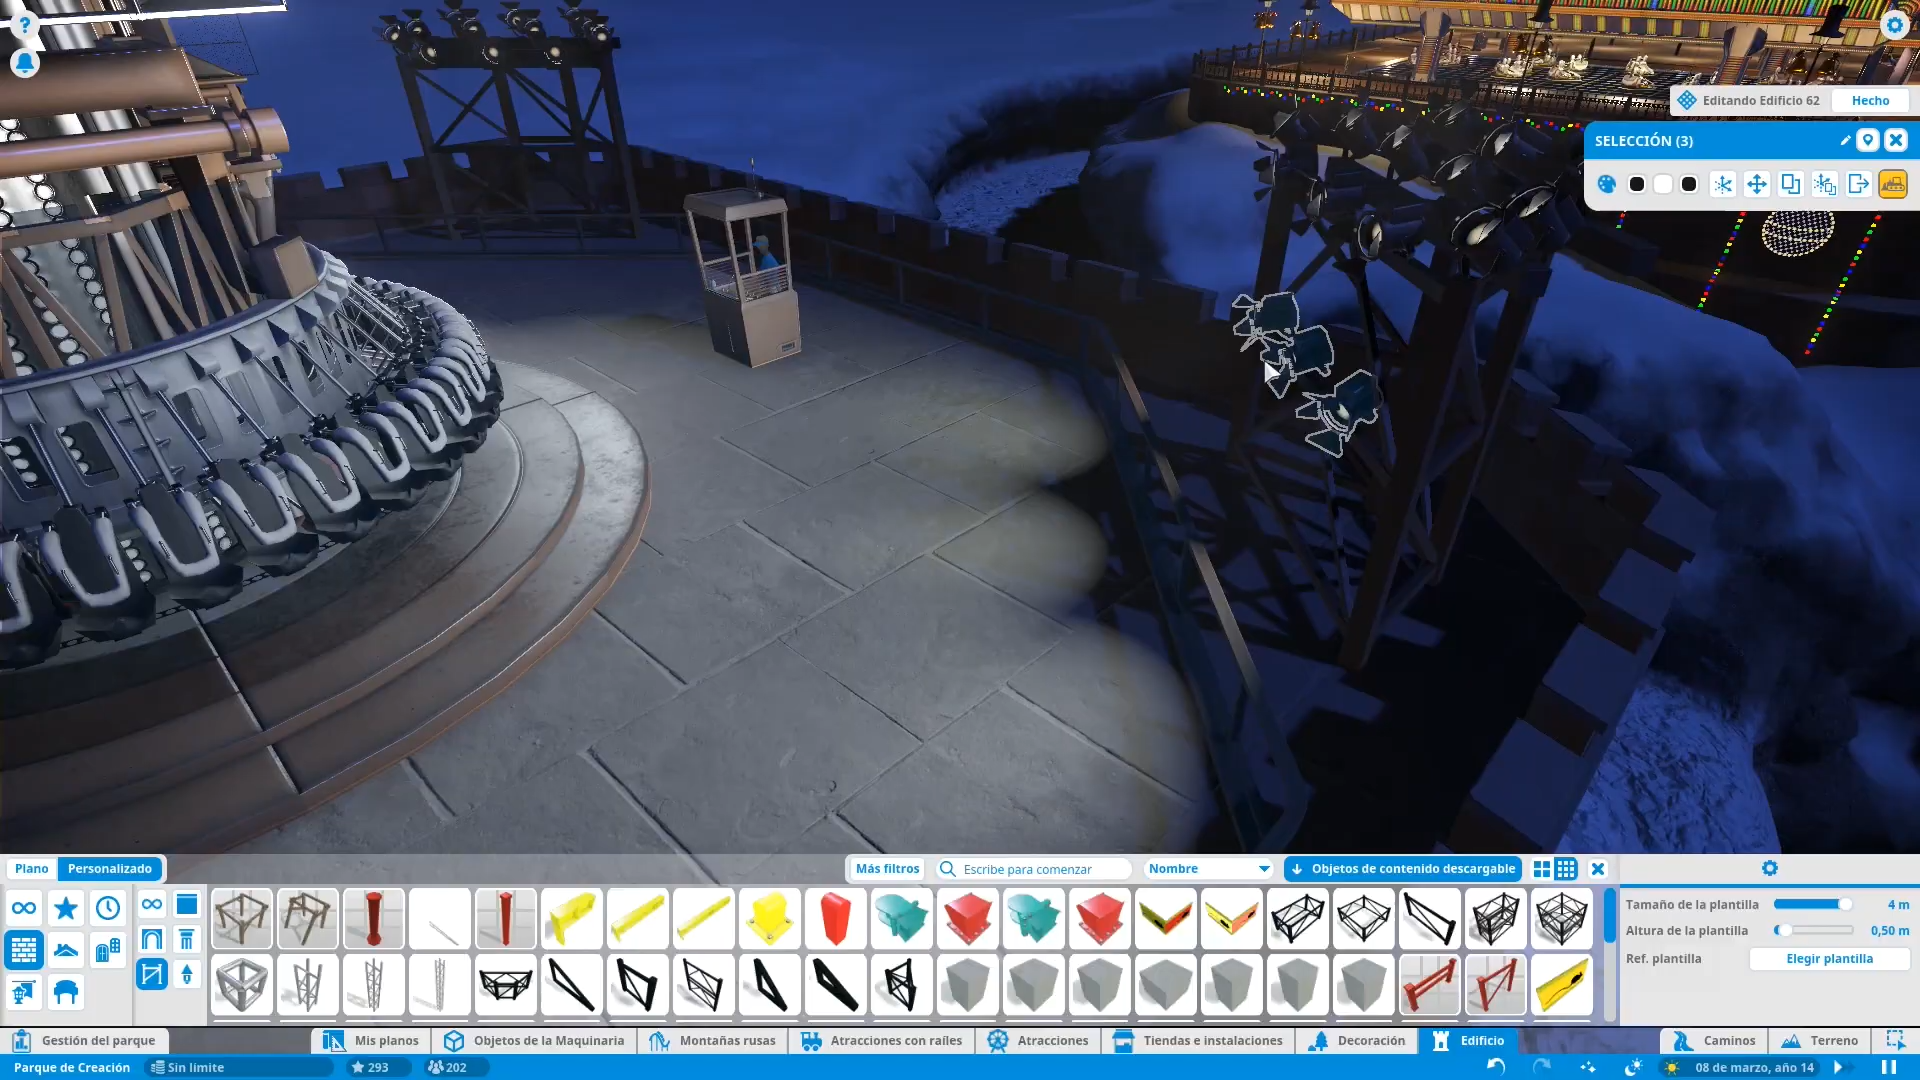 ?
Editando Edificio 62
Hecho
SELECCIÓN (3)
Plano
Personalizado
Más filtros
Escribe para comenzar
Nombre
Objetos de contenido descargable
Tamaño de la plantilla
4 m
Altura de la plantilla
0,50 m
Ref. plantilla
Elegir plantilla
Gestión del parque
Mis planos
Objetos de la Maquinaria
Montañas rusas
Atracciones con raíles
Atracciones
Tiendas e instalaciones
Decoración
Edificio
Caminos
Terreno
Parque de Creación
Sin límite
293
202
08 de marzo, año 14